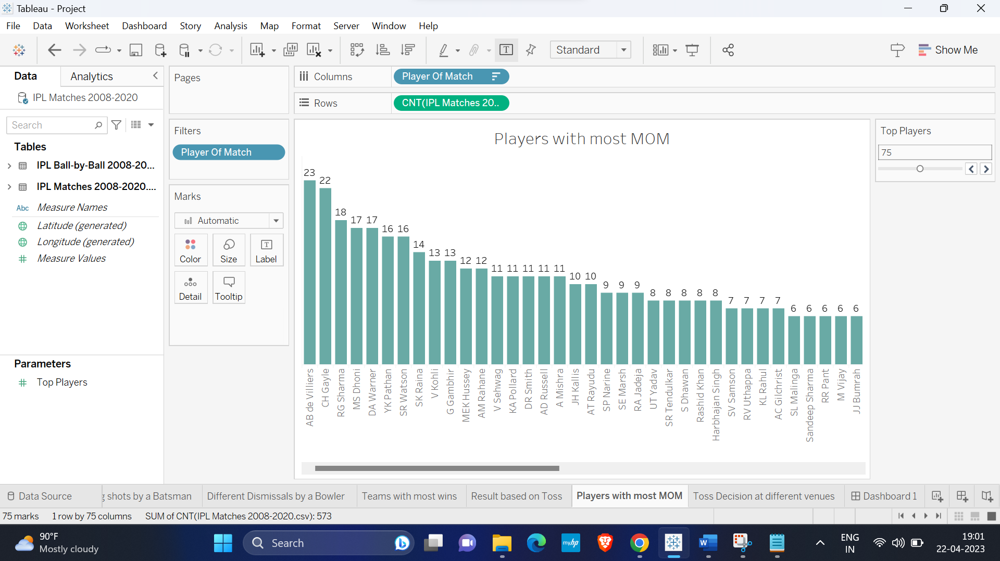 Tableau - Project
File Data Worksheet Dashboard Story Analysis Map Format Server Window Help
Standard
Show Me
Data Analytics
IPL Matches 2008-2020
Search
Tables
IPL Ball-by-Ball 2008-20...
IPL Matches 2008-2020....
Abc Measure Names
Latitude (generated)
Longitude (generated)
Measure Values
Parameters
Top Players
Pages
Filters
Player Of Match
Marks
Automatic
Color Size Label
Detail Tooltip
Columns Player Of Match
Rows CNT(IPL Matches 20..
Players with most MOM
23 22 18 17 17 16 16 14 13 13 12 12 11 11 11 11 11 10 10 9 9 9 8 8 8 8 8 7 7 7 7 6 6 6 6 6
AB de Villiers
CH Gayle
RG Sharma
MS Dhoni
DA Warner
YK Pathan
SR Watson
SK Raina
V Kohli
G Gambhir
MEK Hussey
AM Rahane
V Sehwag
KA Pollard
DR Smith
AD Russell
A Mishra
JH Kallis
AT Rayudu
SP Narine
SE Marsh
RA Jadeja
UT Yadav
SR Tendulkar
S Dhawan
Rashid Khan
Harbhajan Singh
SV Samson
RV Uthappa
KL Rahul
AC Gilchrist
SL Malinga
Sandeep Sharma
RR Pant
M Vijay
JJ Bumrah
Top Players
75
Data Source g shots by a Batsman Different Dismissals by a Bowler Teams with most wins Result based on Toss Players with most MOM Toss Decision at different venues Dashboard 1
75 marks 1 row by 75 columns SUM of CNT(IPL Matches 2008-2020.csv): 573
90°F
Mostly cloudy
Search
myhp
W
ENG
IN
19:01
22-04-2023